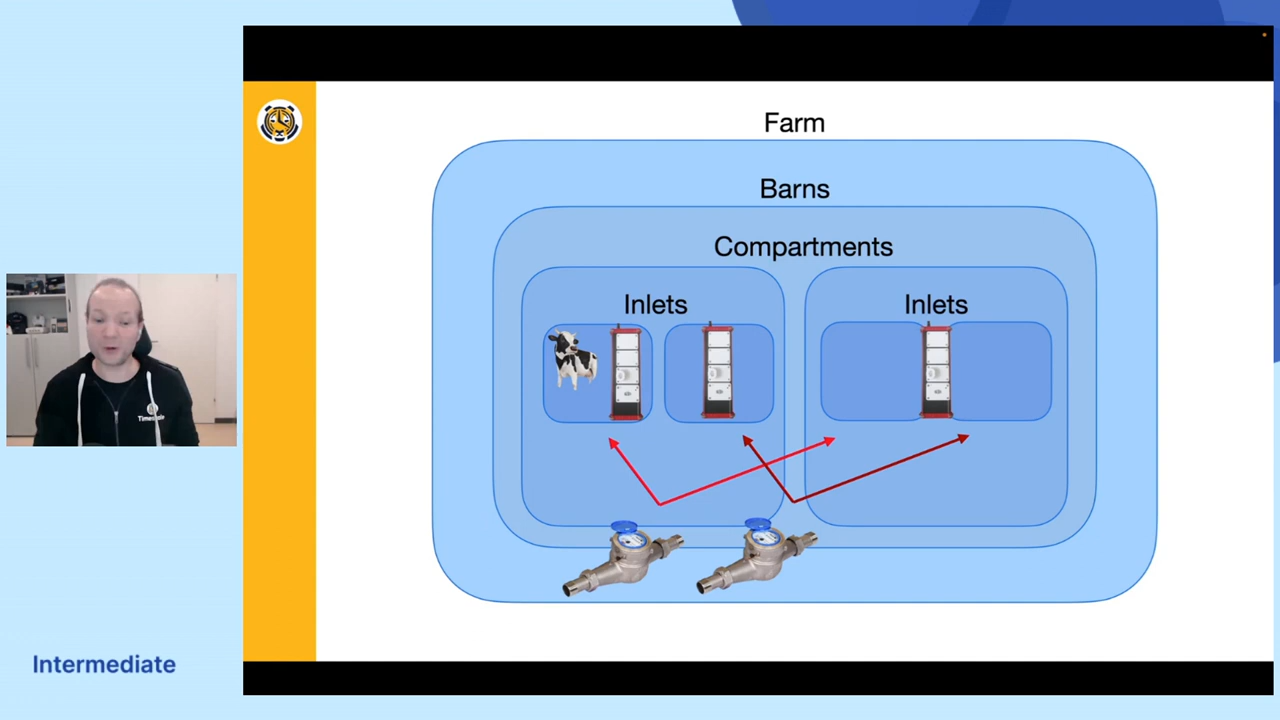 Farm
Barns
Compartments
Inlets
Inlets
Intermediate